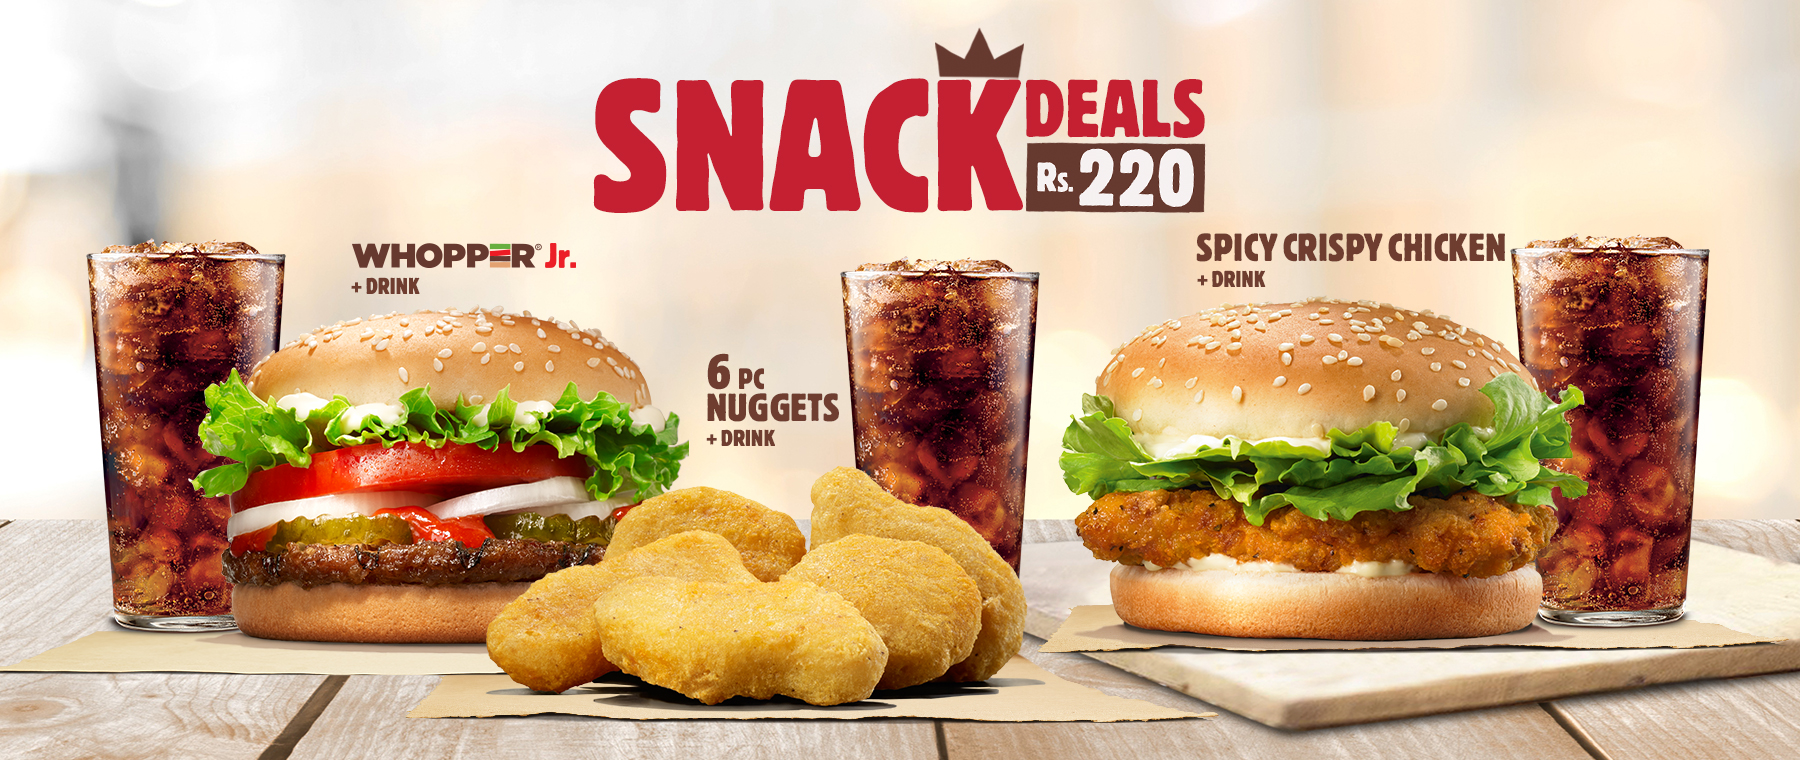 SNACK DEALS
Rs. 220
WHOPPER® Jr.
+ DRINK
6 PC
NUGGETS
+ DRINK
SPICY CRISPY CHICKEN
+ DRINK